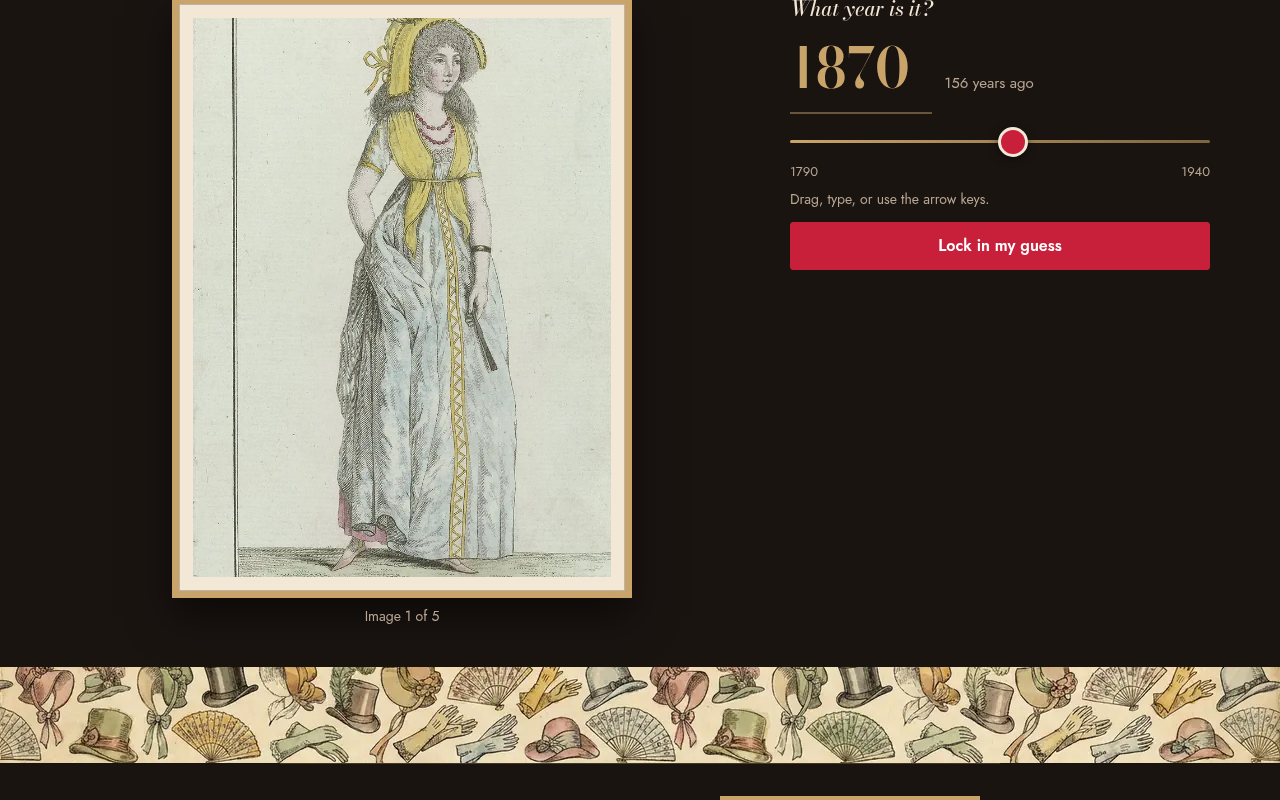 What year is it?
1870
156 years ago
1790
1940
Drag, type, or use the arrow keys.
Lock in my guess
Image 1 of 5